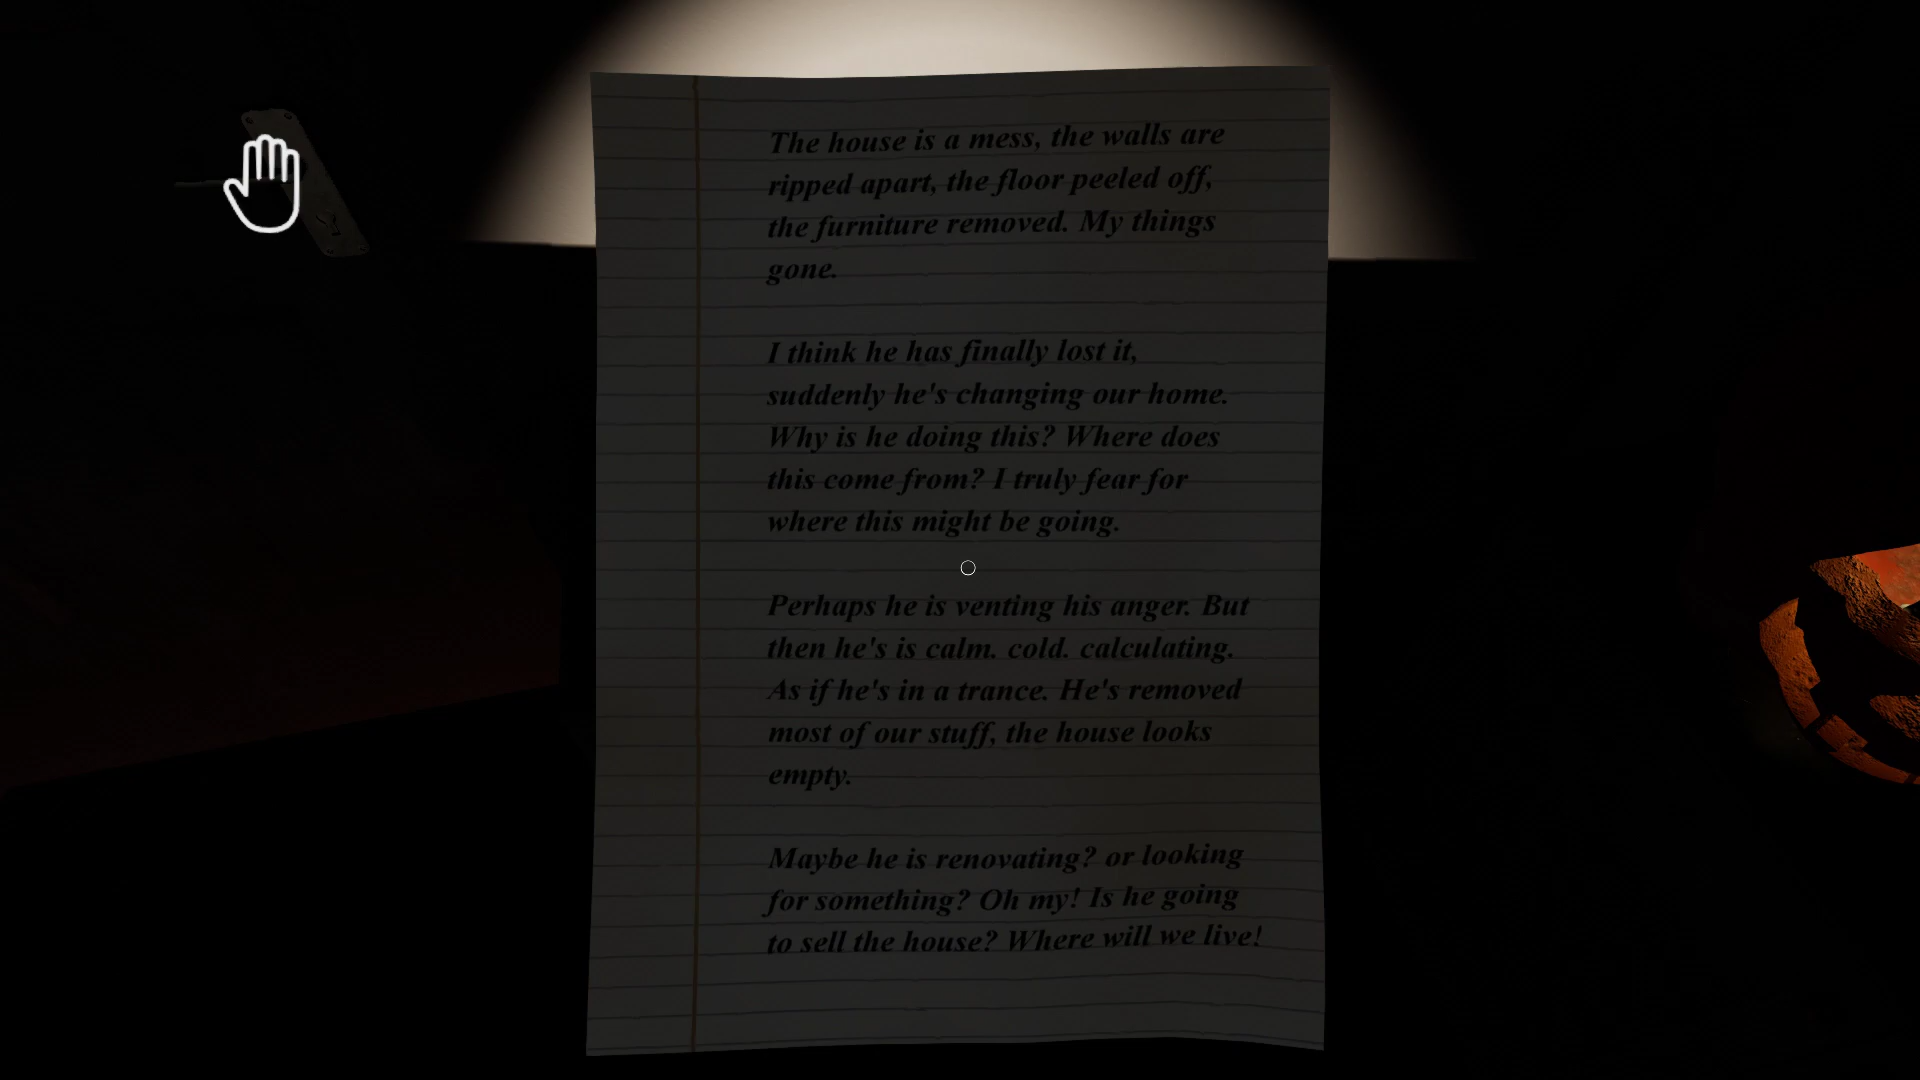 The house is a mess, the walls are
ripped apart, the floor peeled off,
the furniture removed. My things
gone.
I think he has finally lost it,
suddenly he's changing our home.
Why is he doing this? Where does
this come from? I truly fear for
where this might be going.
Perhaps he is venting his anger. But
then he's is calm. cold. calculating.
As if he's in a trance. He's removed
most of our stuff, the house looks
empty.
Maybe he is renovating? or looking
for something? Oh my! Is he going
to sell the house? Where will we live!